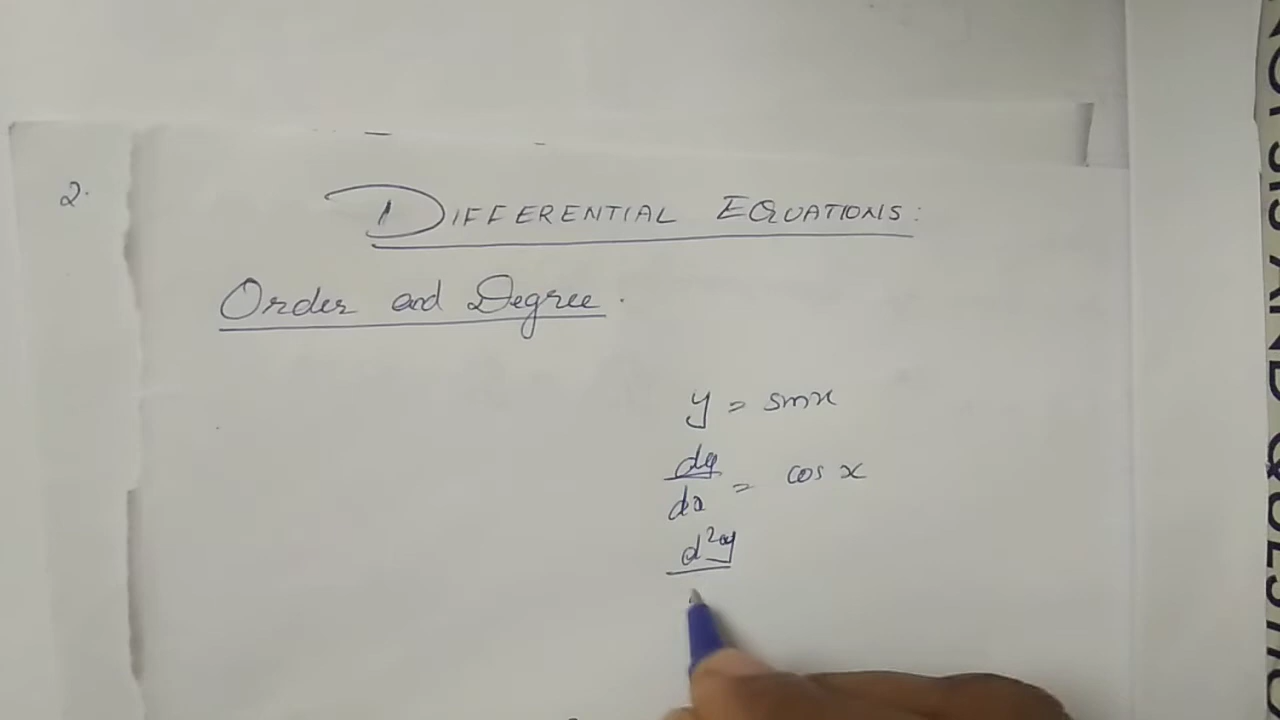 2.
DIFFERENTIAL EQUATIONS:
Order and Degree.
y = sinx
dy/dx = cos x
d²y